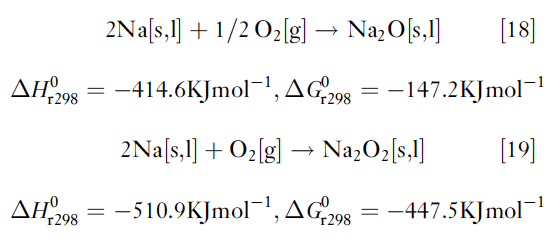 2Na[s,l] + 1/2 O₂[g] → Na₂O[s,l] [18]
ΔH⁰r298 = −414.6KJmol⁻¹, ΔG⁰r298 = −147.2KJmol⁻¹
2Na[s,l] + O₂[g] → Na₂O₂[s,l] [19]
ΔH⁰r298 = −510.9KJmol⁻¹, ΔG⁰r298 = −447.5KJmol⁻¹